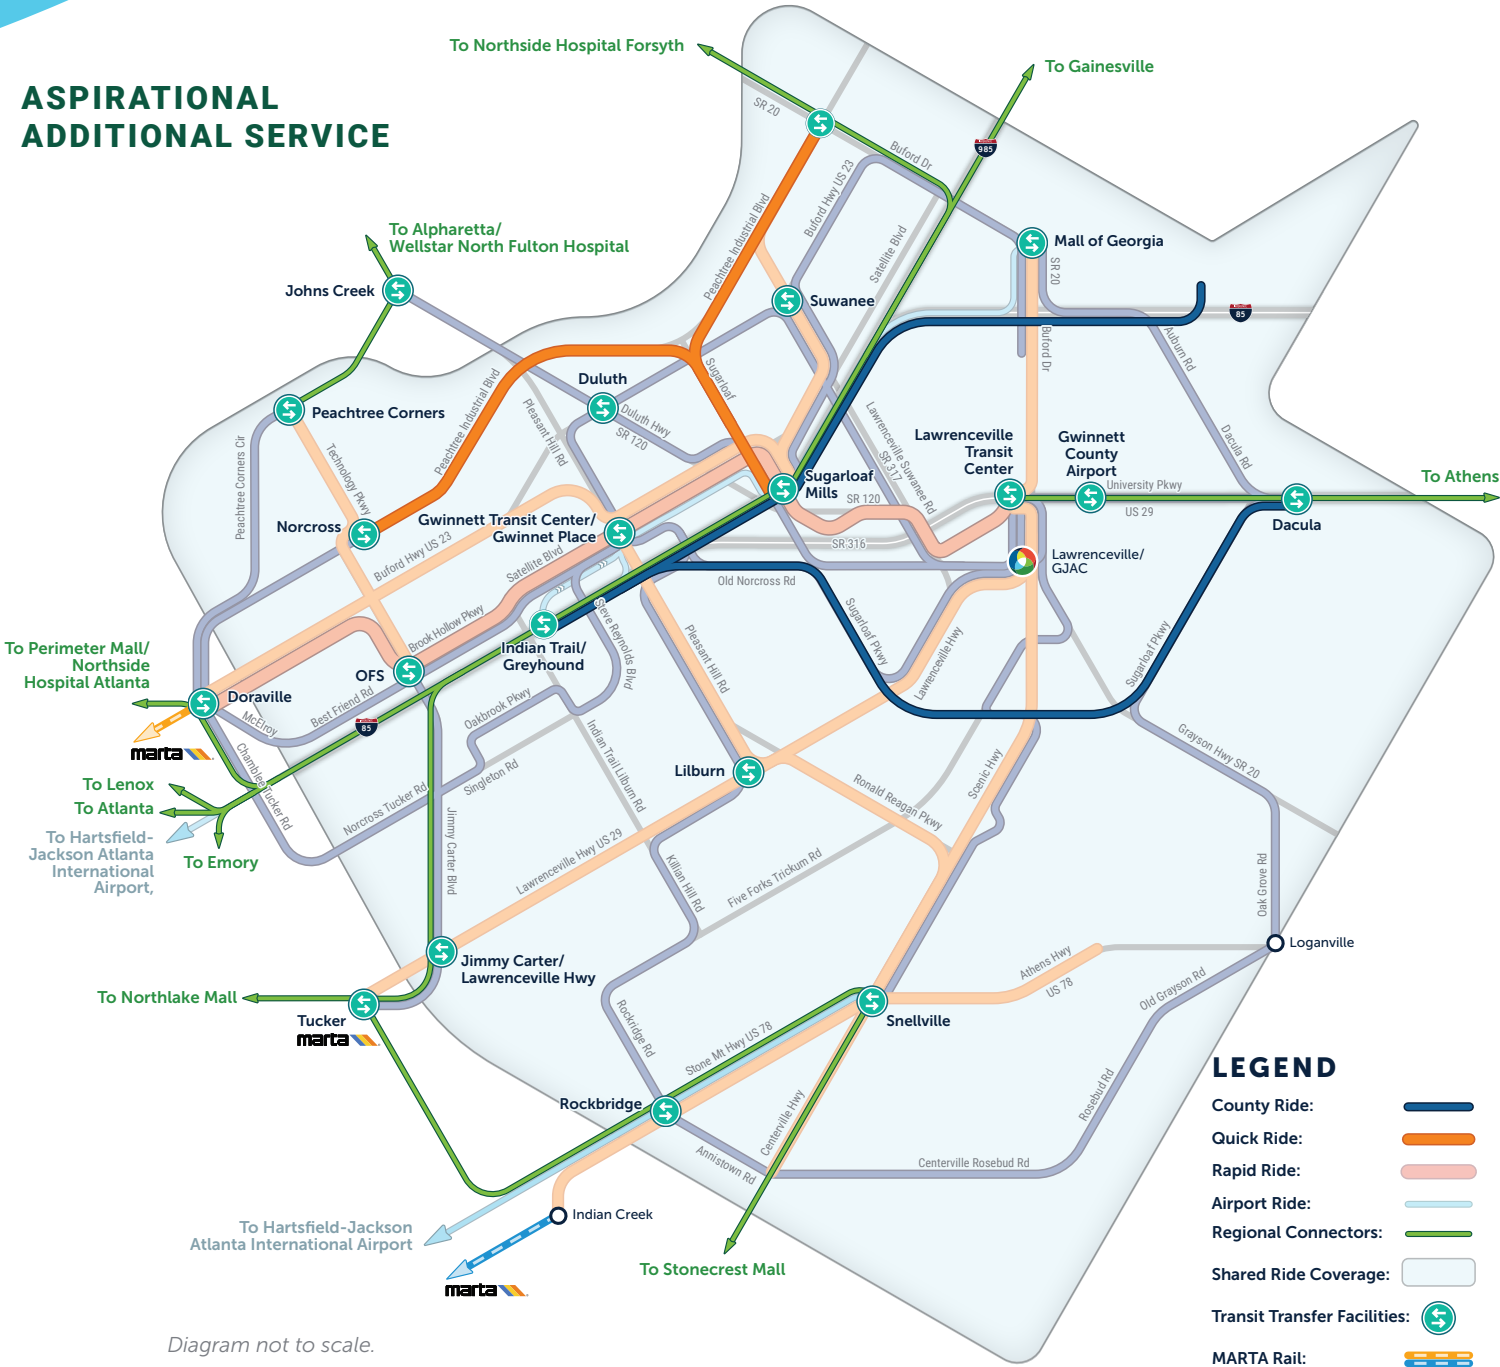 ASPIRATIONAL
ADDITIONAL SERVICE
To Northside Hospital Forsyth
To Gainesville
SR 20
Buford Dr
985
Buford Hwy US 23
Peachtree Industrial Blvd
Satellite Blvd
To Alpharetta/
Wellstar North Fulton Hospital
Mall of Georgia
SR 20
Johns Creek
Suwanee
85
Buford Dr
Auburn Rd
Duluth
Sugarloaf
Peachtree Corners
Peachtree Industrial Blvd
Pleasant Hill Rd
Duluth Hwy
SR 120
Lawrenceville Suwanee Rd
SR 317
Dacula Rd
Peachtree Corners Cir
Technology Pkwy
Lawrenceville
Transit
Center
Gwinnett
County
Airport
To Athens
Sugarloaf
Mills
SR 120
University Pkwy
US 29
Norcross
Gwinnett Transit Center/
Gwinnet Place
Dacula
Buford Hwy US 23
Satellite Blvd
SR 316
Lawrenceville/
GJAC
Old Norcross Rd
Brook Hollow Pkwy
Steve Reynolds Blvd
Sugarloaf Pkwy
Pleasant Hill Rd
Lawrenceville Hwy
Sugarloaf Pkwy
To Perimeter Mall/
Northside
Hospital Atlanta
Indian Trail/
Greyhound
OFS
Doraville
McElroy
Best Friend Rd
Oakbrook Pkwy
85
marta
Chamblee Tucker Rd
Indian Trail Lilburn Rd
Grayson Hwy SR 20
Scenic Hwy
To Lenox
To Atlanta
Singleton Rd
Norcross Tucker Rd
Lilburn
Ronald Reagan Pkwy
To Hartsfield-
Jackson Atlanta
International
Airport,
To Emory
Jimmy Carter Blvd
Lawrenceville Hwy US 29
Killian Hill Rd
Five Forks Trickum Rd
Oak Grove Rd
Loganville
Jimmy Carter/
Lawrenceville Hwy
Athens Hwy
US 78
Old Grayson Rd
To Northlake Mall
Tucker
marta
Snellville
Rockridge Rd
Stone Mt Hwy US 78
Rockbridge
Centerville Hwy
Rosebud Rd
Annistown Rd
Centerville Rosebud Rd
Indian Creek
To Hartsfield-Jackson
Atlanta International Airport
To Stonecrest Mall
marta
Diagram not to scale.
LEGEND
County Ride:
Quick Ride:
Rapid Ride:
Airport Ride:
Regional Connectors:
Shared Ride Coverage:
Transit Transfer Facilities:
MARTA Rail: